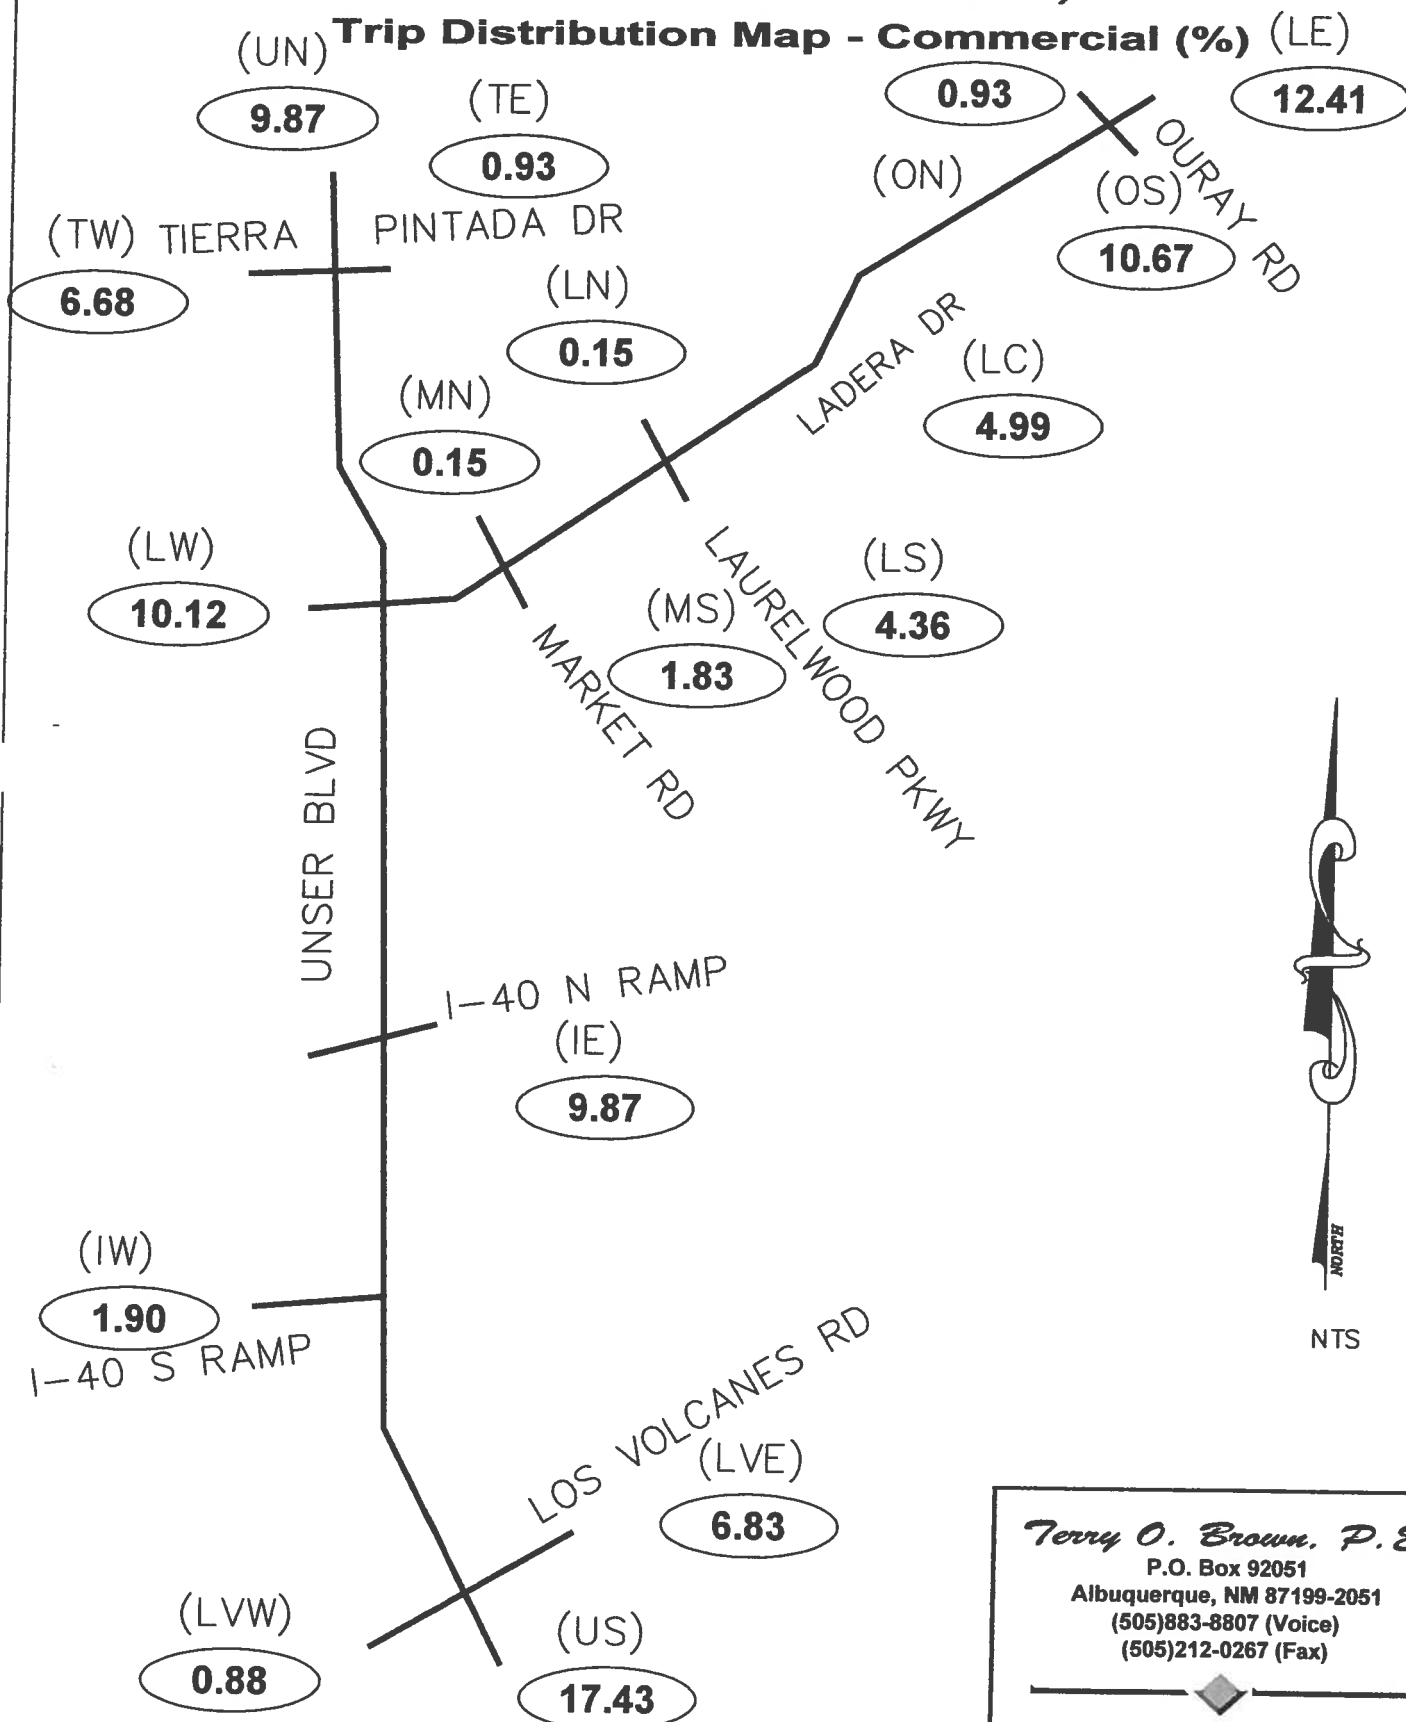 Trip Distribution Map - Commercial (%)
(LE)
(UN)
9.87
(TE)
0.93
0.93
12.41
(ON)
OURAY RD
(OS)
10.67
(TW)
TIERRA PINTADA DR
6.68
(LN)
0.15
LADERA DR
(LC)
4.99
(MN)
0.15
(LW)
10.12
(LS)
4.36
(MS)
1.83
LAURELWOOD PKWY
MARKET RD
UNSER BLVD
I-40 N RAMP
(IE)
9.87
NORTH
NTS
(IW)
1.90
I-40 S RAMP
LOS VOLCANES RD
(LVE)
6.83
(LVW)
0.88
(US)
17.43
Terry O. Brown, P.E
P.O. Box 92051
Albuquerque, NM 87199-2051
(505)883-8807 (Voice)
(505)212-0267 (Fax)